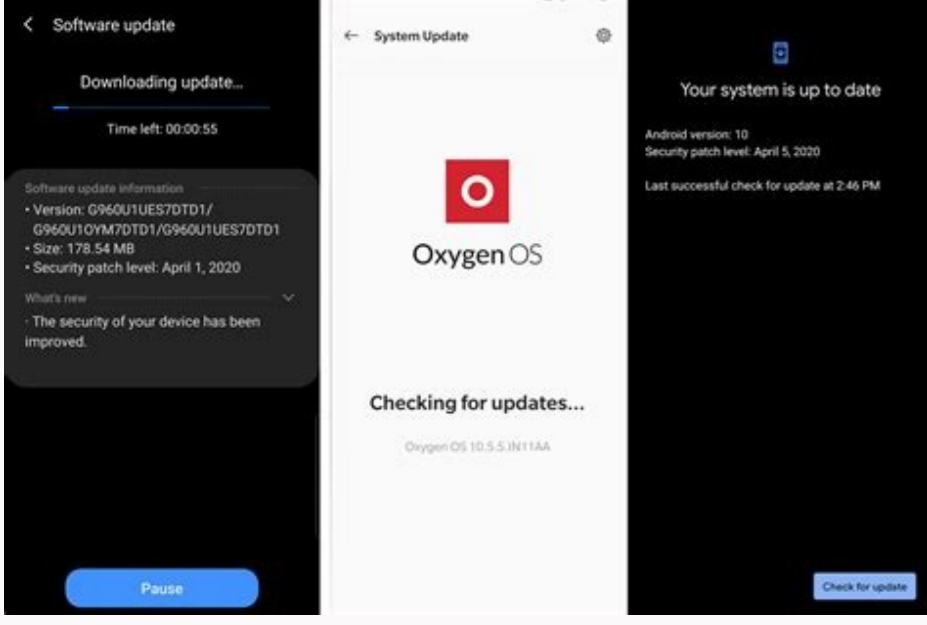 Software update
Downloading update...
Time left: 00:00:55
Software update information
• Version: G960U1UES7DTD1/
G960U1OYM7DTD1/G960U1UES7DTD1
• Size: 178.54 MB
• Security patch level: April 1, 2020
What's new
· The security of your device has been
improved.
Pause
System Update
Oxygen OS
Checking for updates...
Oxygen OS 10.5.5.IN11AA
Your system is up to date
Android version: 10
Security patch level: April 5, 2020
Last successful check for update at 2:46 PM
Check for update